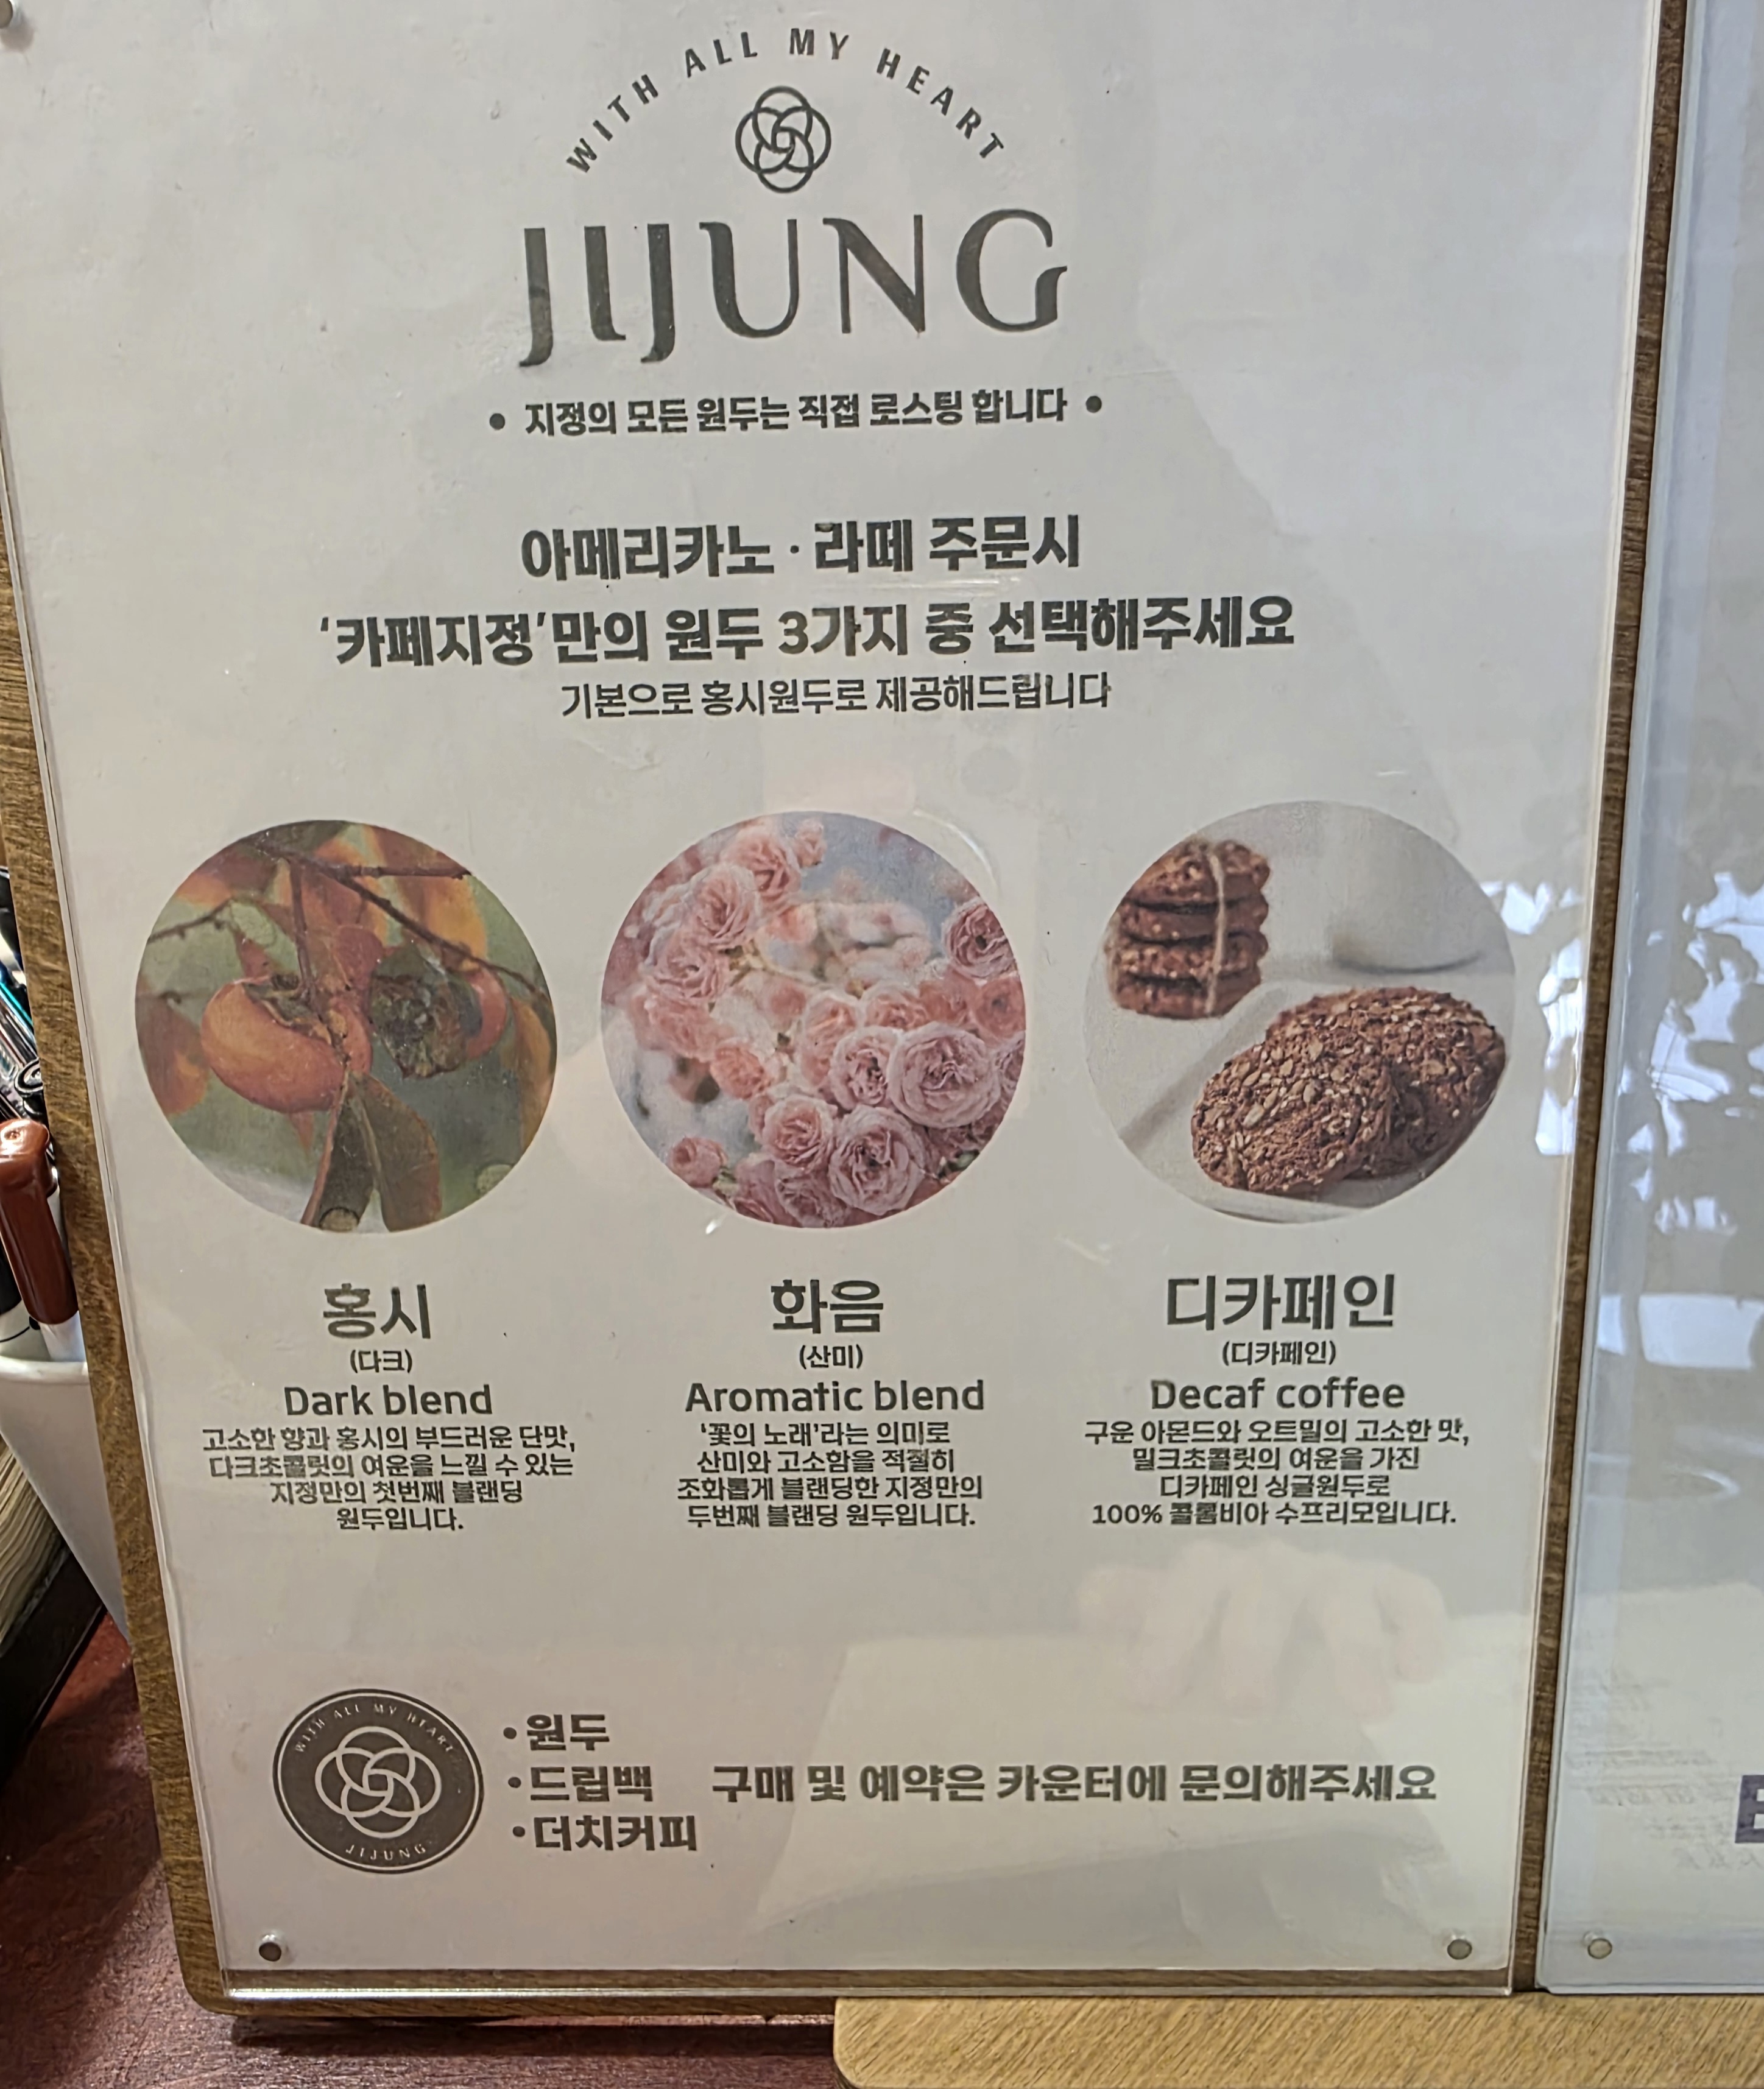 WITH ALL MY HEART
JIJUNG
• 지정의 모든 원두는 직접 로스팅 합니다 •
아메리카노 · 라떼 주문시
‘카페지정’만의 원두 3가지 중 선택해주세요
기본으로 홍시원두로 제공해드립니다
홍시
(다크)
Dark blend
고소한 향과 홍시의 부드러운 단맛,
다크초콜릿의 여운을 느낄 수 있는
지정만의 첫번째 블랜딩
원두입니다.
화음
(산미)
Aromatic blend
‘꽃의 노래’라는 의미로
산미와 고소함을 적절히
조화롭게 블랜딩한 지정만의
두번째 블랜딩 원두입니다.
디카페인
(디카페인)
Decaf coffee
구운 아몬드와 오트밀의 고소한 맛,
밀크초콜릿의 여운을 가진
디카페인 싱글원두로
100% 콜롬비아 수프리모입니다.
WITH ALL MY HEART
JIJUNG
•원두
•드립백
•더치커피
구매 및 예약은 카운터에 문의해주세요